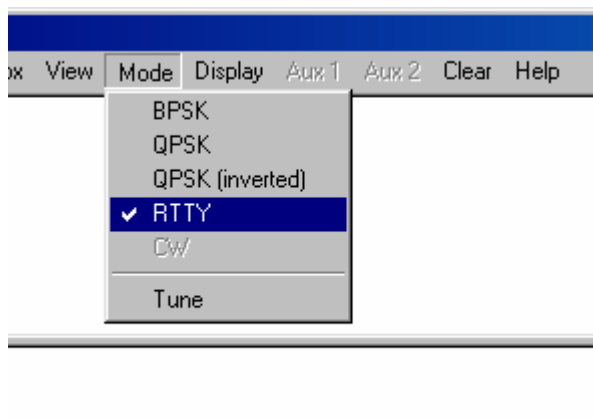 View Mode Display Aux 1 Aux 2 Clear Help
BPSK
QPSK
QPSK (inverted)
RTTY
CW
Tune